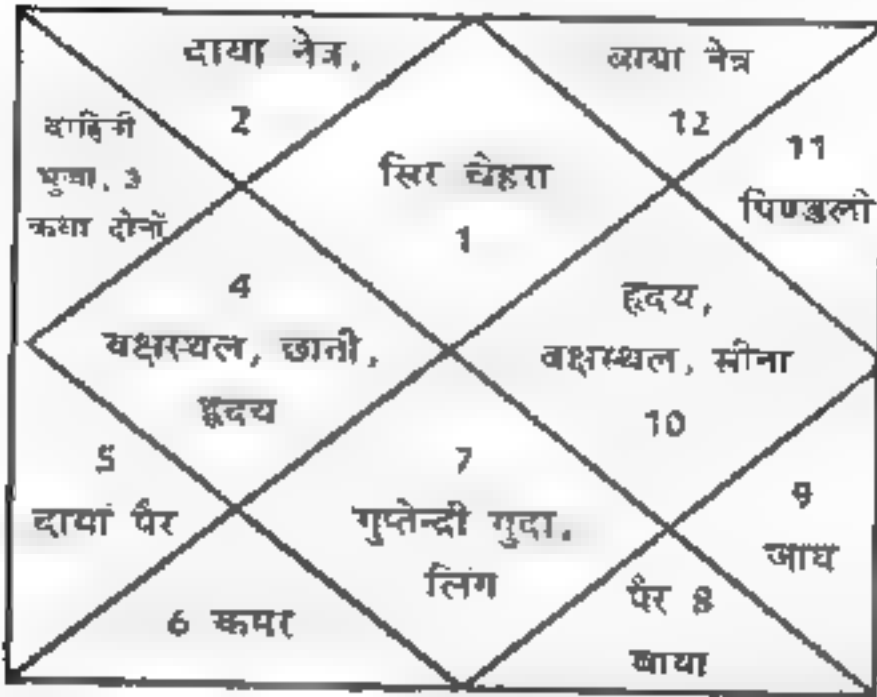 दाया नेत्र,
2
बाया नेत्र
12
दाहिनी
भुजा, 3
कधा दोनों
सिर चेहरा
1
11
पिण्डली
4
वक्षस्थल, छाती,
हृदय
हृदय,
वक्षस्थल, सीना
10
5
दायां पैर
7
गुप्तेन्द्री गुदा,
लिंग
9
जाघ
6 कमर
पैर 8
बाया